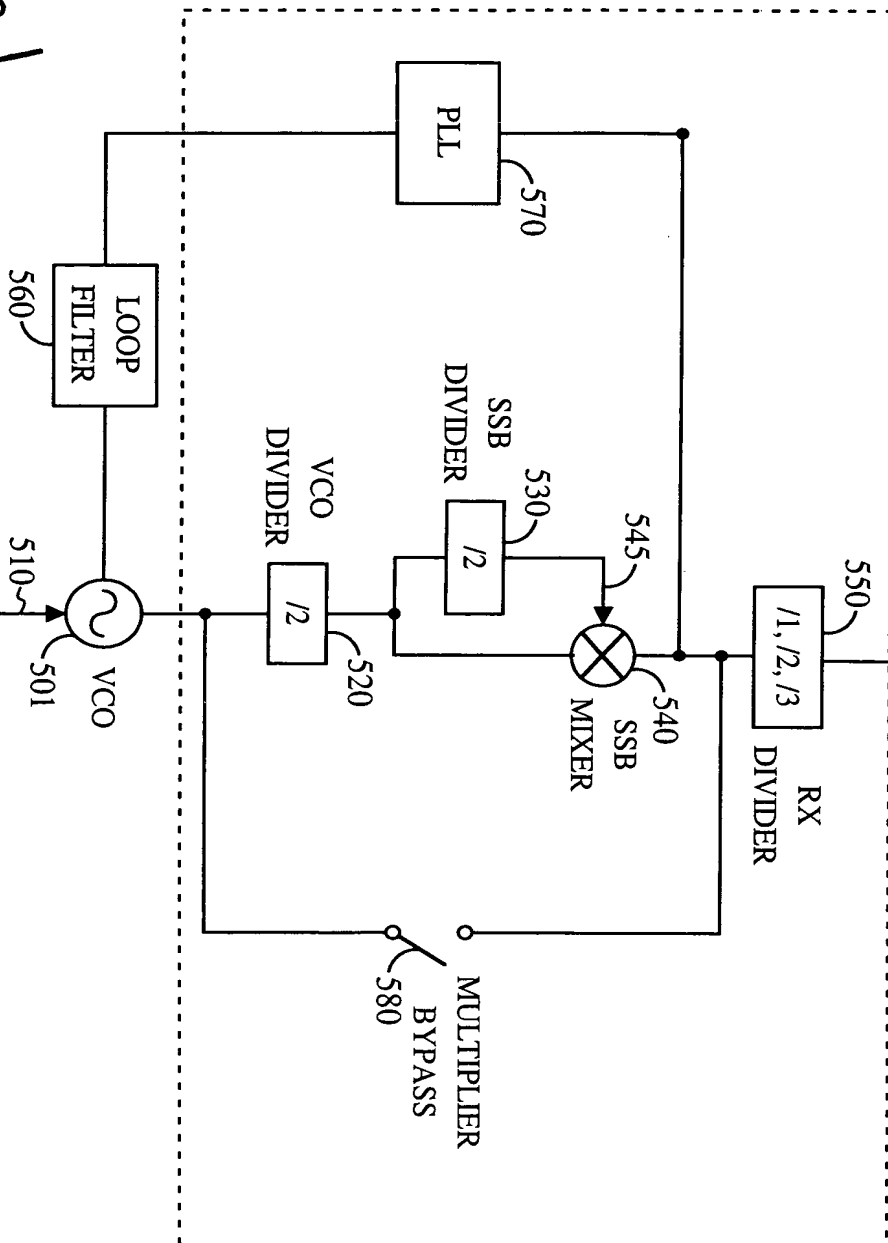 550
/1, /2, /3
RX
DIVIDER
540
SSB
MIXER
545
530
SSB
DIVIDER
/2
570
PLL
MULTIPLIER
BYPASS
580
520
VCO
DIVIDER
/2
LOOP
FILTER
560
VCO
501
510